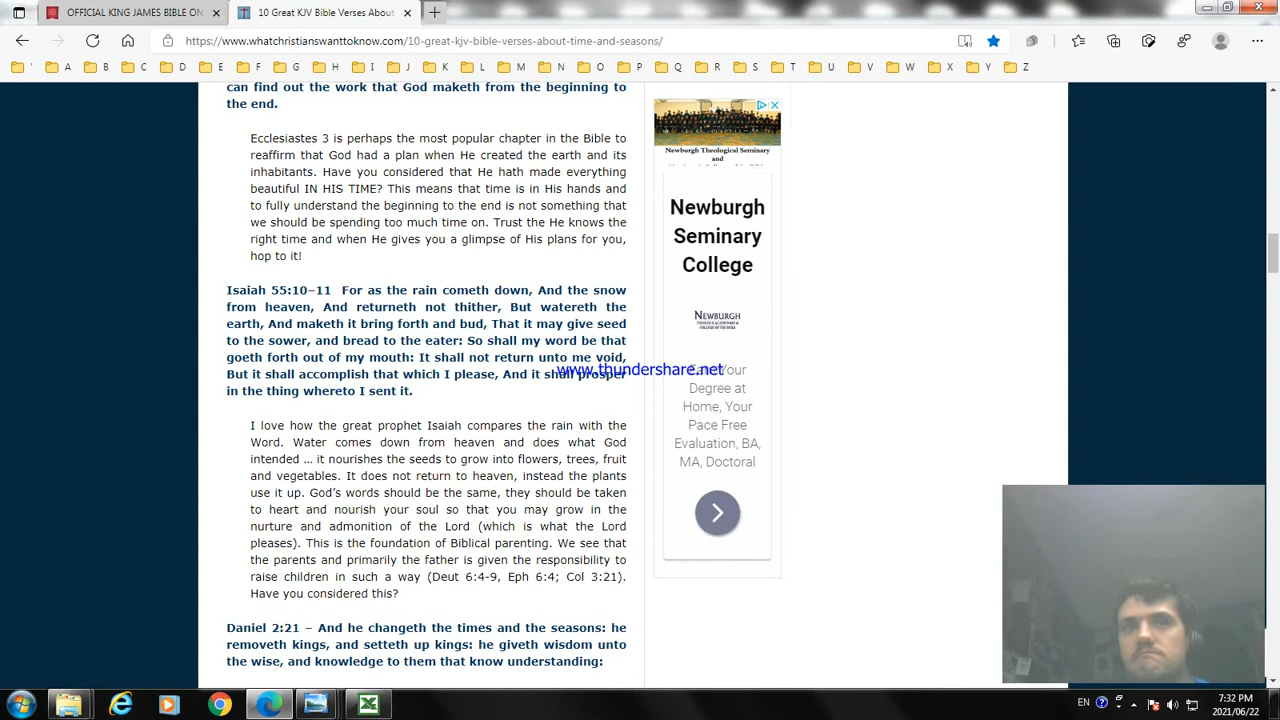 OFFICIAL KING JAMES BIBLE ON
10 Great KJV Bible Verses About
https://www.whatchristianswanttoknow.com/10-great-kjv-bible-verses-about-time-and-seasons/
' A B C D E F G H I J K L M N O P Q R S T U V W X Y Z
can find out the work that God maketh from the beginning to
the end.
Ecclesiastes 3 is perhaps the most popular chapter in the Bible to
reaffirm that God had a plan when He created the earth and its
inhabitants. Have you considered that He hath made everything
beautiful IN HIS TIME? This means that time is in His hands and
to fully understand the beginning to the end is not something that
we should be spending too much time on. Trust the He knows the
right time and when He gives you a glimpse of His plans for you,
hop to it!
Isaiah 55:10–11 For as the rain cometh down, And the snow
from heaven, And returneth not thither, But watereth the
earth, And maketh it bring forth and bud, That it may give seed
to the sower, and bread to the eater: So shall my word be that
goeth forth out of my mouth: It shall not return unto me void,
But it shall accomplish that which I please, And it shall prosper
in the thing whereto I sent it.
I love how the great prophet Isaiah compares the rain with the
Word. Water comes down from heaven and does what God
intended … it nourishes the seeds to grow into flowers, trees, fruit
and vegetables. It does not return to heaven, instead the plants
use it up. God's words should be the same, they should be taken
to heart and nourish your soul so that you may grow in the
nurture and admonition of the Lord (which is what the Lord
pleases). This is the foundation of Biblical parenting. We see that
the parents and primarily the father is given the responsibility to
raise children in such a way (Deut 6:4-9, Eph 6:4; Col 3:21).
Have you considered this?
Daniel 2:21 – And he changeth the times and the seasons: he
removeth kings, and setteth up kings: he giveth wisdom unto
the wise, and knowledge to them that know understanding:
Newburgh Theological Seminary
and
Newburgh
Seminary
College
NEWBURGH
www.thundershare.net
Your
Degree at
Home, Your
Pace Free
Evaluation, BA,
MA, Doctoral
EN
7:32 PM
2021/06/22